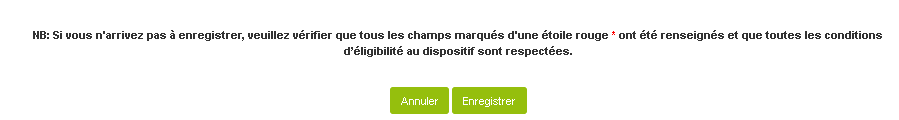 NB: Si vous n'arrivez pas à enregistrer, veuillez vérifier que tous les champs marqués d'une étoile rouge * ont été renseignés et que toutes les conditions
d'éligibilité au dispositif sont respectées.
Annuler Enregistrer